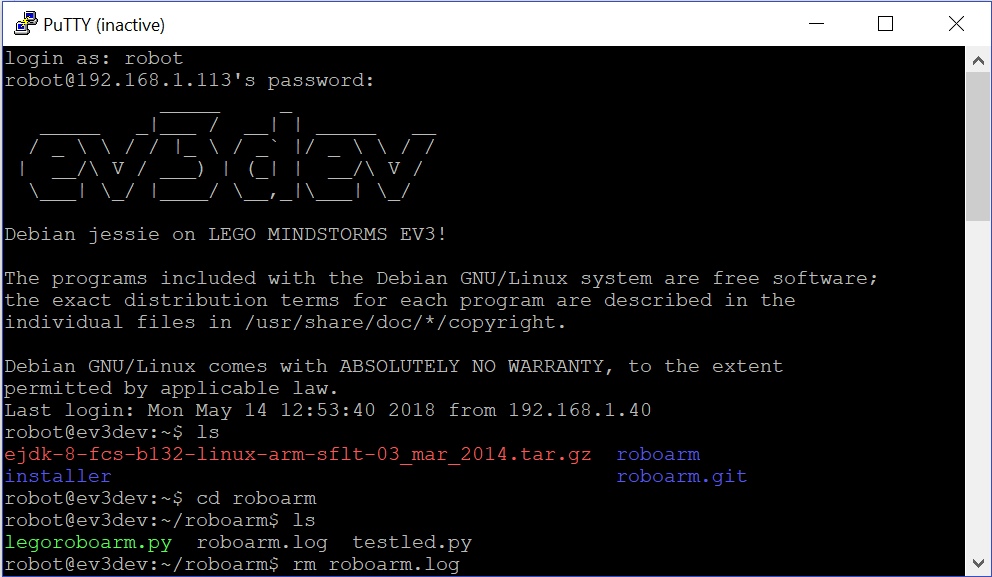 PuTTY (inactive)
login as: robot
robot@192.168.1.113's password:
             _____     _
   _____   _|___ /  __| | _____   __
  / _ \ \ / / |_ \ / _` |/ _ \ \ / /
 |  __/\ V / ___) | (_| |  __/\ V /
  \___| \_/ |____/ \__,_|\___| \_/
Debian jessie on LEGO MINDSTORMS EV3!
The programs included with the Debian GNU/Linux system are free software;
the exact distribution terms for each program are described in the
individual files in /usr/share/doc/*/copyright.
Debian GNU/Linux comes with ABSOLUTELY NO WARRANTY, to the extent
permitted by applicable law.
Last login: Mon May 14 12:53:40 2018 from 192.168.1.40
robot@ev3dev:~$ ls
ejdk-8-fcs-b132-linux-arm-sflt-03_mar_2014.tar.gz  roboarm
installer                                          roboarm.git
robot@ev3dev:~$ cd roboarm
robot@ev3dev:~/roboarm$ ls
legoroboarm.py  roboarm.log  testled.py
robot@ev3dev:~/roboarm$ rm roboarm.log